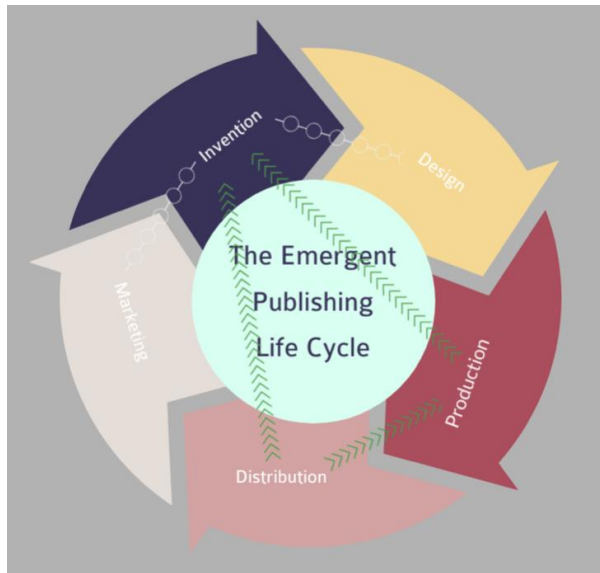 Invention
Design
The Emergent
Publishing
Life Cycle
Marketing
Production
Distribution